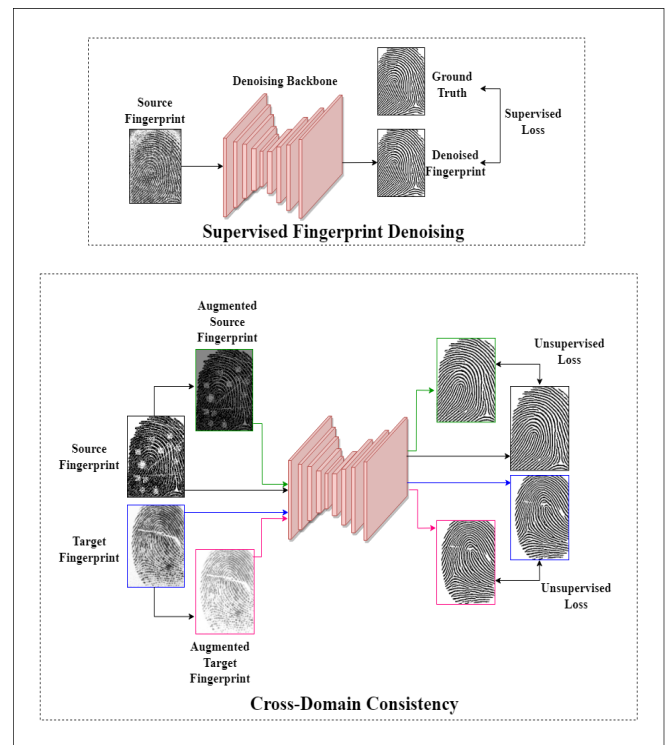 Denoising Backbone
Source
Fingerprint
Ground
Truth
Supervised
Loss
Denoised
Fingerprint
Supervised Fingerprint Denoising
Augmented
Source
Fingerprint
Unsupervised
Loss
Source
Fingerprint
Target
Fingerprint
Unsupervised
Loss
Augmented
Target
Fingerprint
Cross-Domain Consistency